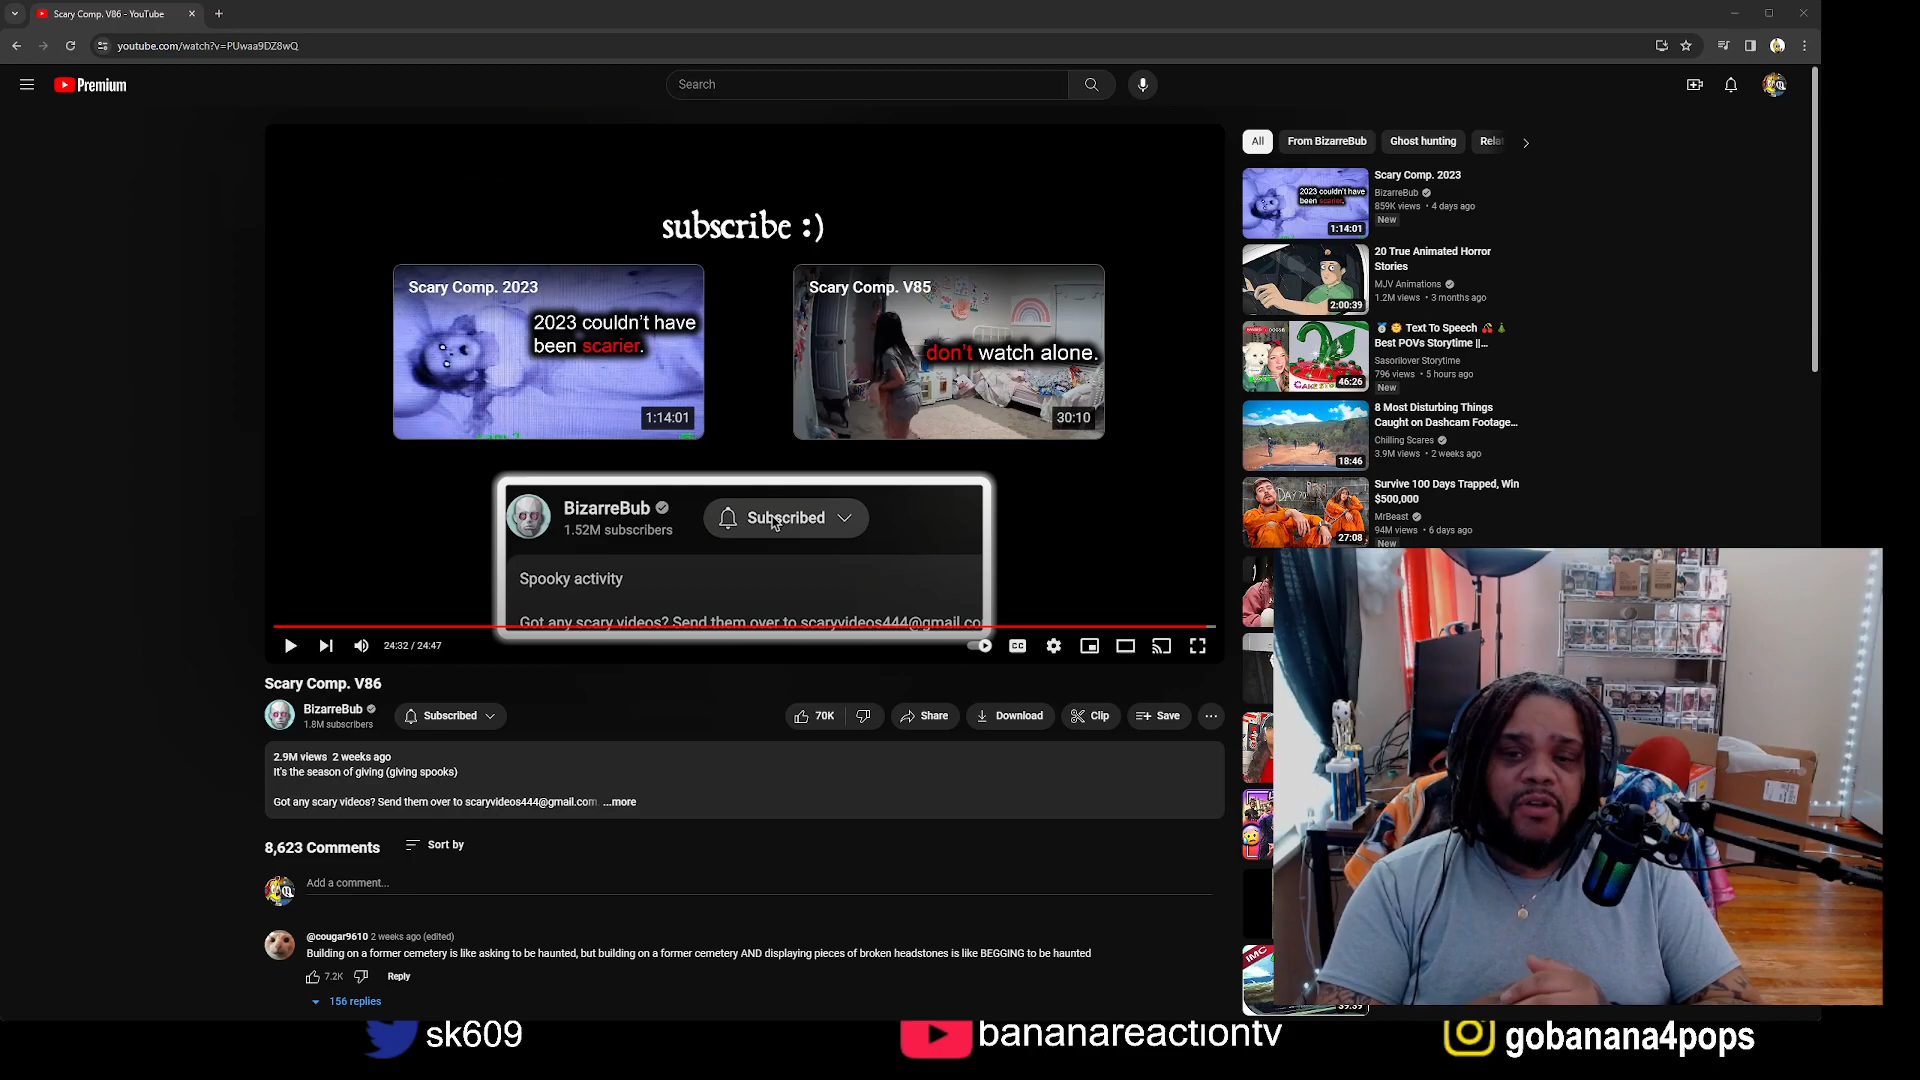 Scary Comp. V86 - YouTube
youtube.com/watch?v=PUwaa9DZ8wQ
Premium
Search
subscribe :)
Scary Comp. 2023
2023 couldn't have
been scarier.
1:14:01
Scary Comp. V85
don't watch alone.
30:10
BizarreBub
1.52M subscribers
Subscribed
Spooky activity
Got any scary videos? Send them over to scaryvideos444@gmail.co
24:32 / 24:47
CC
Scary Comp. V86
BizarreBub
1.8M subscribers
Subscribed
70K
Share
Download
Clip
Save
2.9M views 2 weeks ago
It's the season of giving (giving spooks)
Got any scary videos? Send them over to scaryvideos444@gmail.com. ...more
8,623 Comments
Sort by
Add a comment...
@cougar9610 2 weeks ago (edited)
Building on a former cemetery is like asking to be haunted, but building on a former cemetery AND displaying pieces of broken headstones is like BEGGING to be haunted
7.2K
Reply
156 replies
All
From BizarreBub
Ghost hunting
Rela
2023 couldn't have
been scarier.
1:14:01
Scary Comp. 2023
BizarreBub
859K views • 4 days ago
New
2:00:39
20 True Animated Horror
Stories
MJV Animations
1.2M views • 3 months ago
46:26
Text To Speech
Best POVs Storytime ||...
Sasorilover Storytime
796 views • 5 hours ago
New
18:46
8 Most Disturbing Things
Caught on Dashcam Footage...
Chilling Scares
3.9M views • 2 weeks ago
27:08
Survive 100 Days Trapped, Win
$500,000
MrBeast
94M views • 6 days ago
New
IMC
39:39
sk609
bananareactiontv
gobanana4pops